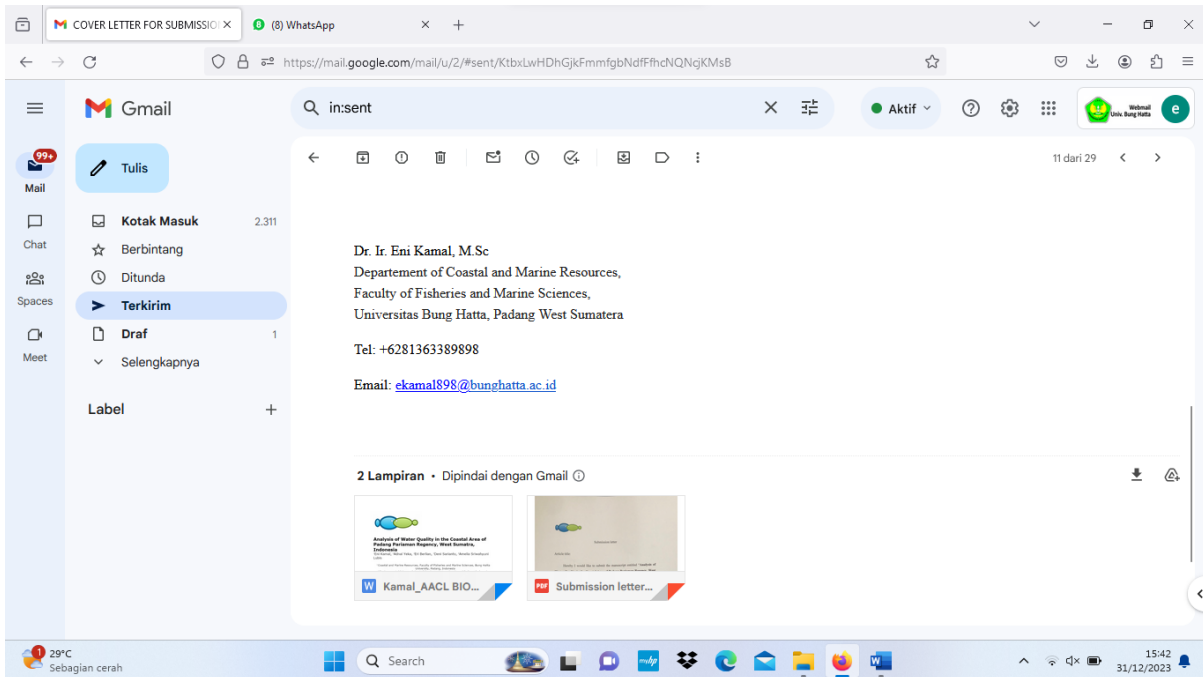 COVER LETTER FOR SUBMISSIO
(8) WhatsApp
https://mail.google.com/mail/u/2/#sent/KtbxLwHDhGjkFmmfgbNdfFfhcNQNqjKMsB
Gmail
in:sent
Aktif
Webmail
Univ. Bung Hatta
e
99+
Mail
Chat
Spaces
Meet
Tulis
Kotak Masuk 2.311
Berbintang
Ditunda
Terkirim
Draf 1
Selengkapnya
Label
11 dari 29
Dr. Ir. Eni Kamal, M.Sc
Departement of Coastal and Marine Resources,
Faculty of Fisheries and Marine Sciences,
Universitas Bung Hatta, Padang West Sumatera
Tel: +6281363389898
Email: ekamal898@bunghatta.ac.id
2 Lampiran • Dipindai dengan Gmail
Analysis of Water Quality in the Coastal Area of
Padang Pariaman Regency, West Sumatra,
Indonesia
W Kamal_AACL BIO...
PDF Submission letter...
1
29°C
Sebagian cerah
Search
15:42
31/12/2023